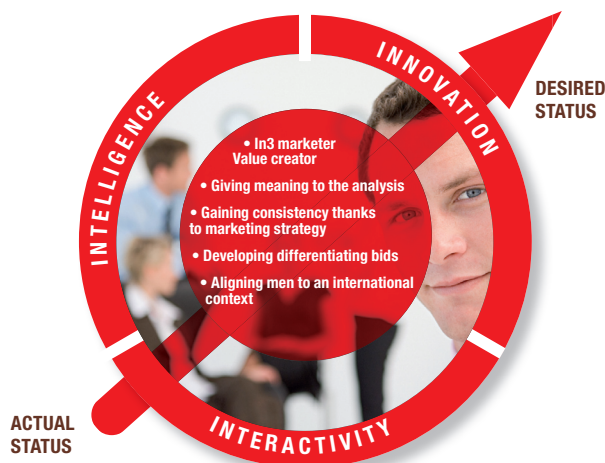 INTELLIGENCE
INNOVATION
DESIRED
STATUS
• In3 marketer
Value creator
• Giving meaning to the analysis
• Gaining consistency thanks
to marketing strategy
• Developing differentiating bids
• Aligning men to an international
context
ACTUAL
STATUS
INTERACTIVITY